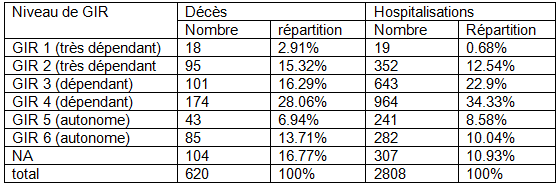 Niveau de GIR Décès Hospitalisations
Nombre répartition Nombre Répartition
GIR 1 (très dépendant) 18 2.91% 19 0.68%
GIR 2 (très dépendant 95 15.32% 352 12.54%
GIR 3 (dépendant) 101 16.29% 643 22.9%
GIR 4 (dépendant) 174 28.06% 964 34.33%
GIR 5 (autonome) 43 6.94% 241 8.58%
GIR 6 (autonome) 85 13.71% 282 10.04%
NA 104 16.77% 307 10.93%
total 620 100% 2808 100%